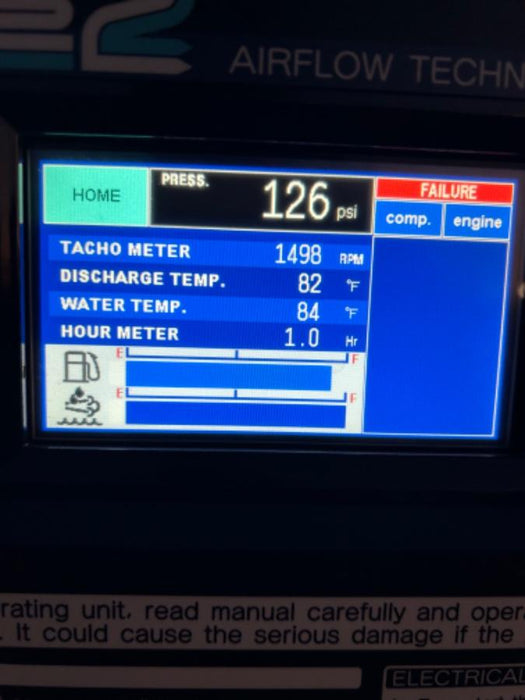 AIRFLOW TECHN
HOME
PRESS. 126 psi
FAILURE
comp. engine
TACHO METER 1498 RPM
DISCHARGE TEMP. 82 °F
WATER TEMP. 84 °F
HOUR METER 1.0 Hr
E F
E F
rating unit, read manual carefully and oper
. It could cause the serious damage if the
ELECTRICAL